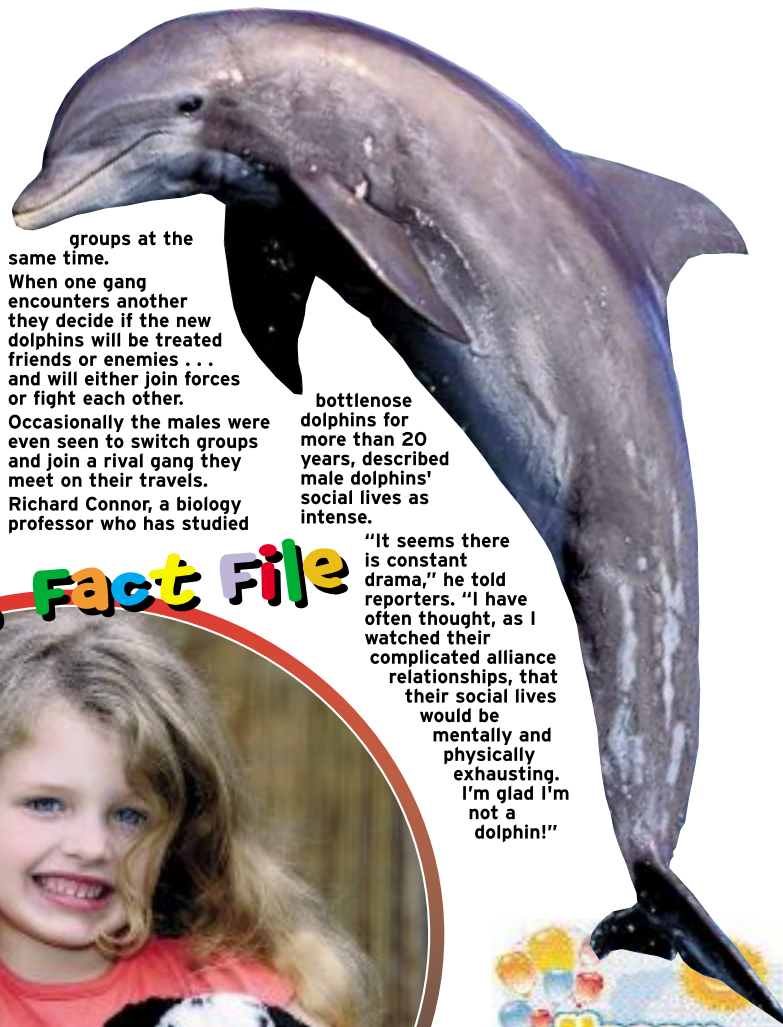 groups at the
same time.
When one gang
encounters another
they decide if the new
dolphins will be treated
friends or enemies . . .
and will either join forces
or fight each other.
Occasionally the males were
even seen to switch groups
and join a rival gang they
meet on their travels.
Richard Connor, a biology
professor who has studied
bottlenose
dolphins for
more than 20
years, described
male dolphins'
social lives as
intense.
“It seems there
is constant
drama,” he told
reporters. “I have
often thought, as I
watched their
complicated alliance
relationships, that
their social lives
would be
mentally and
physically
exhausting.
I’m glad I'm
not a
dolphin!”
Fact File